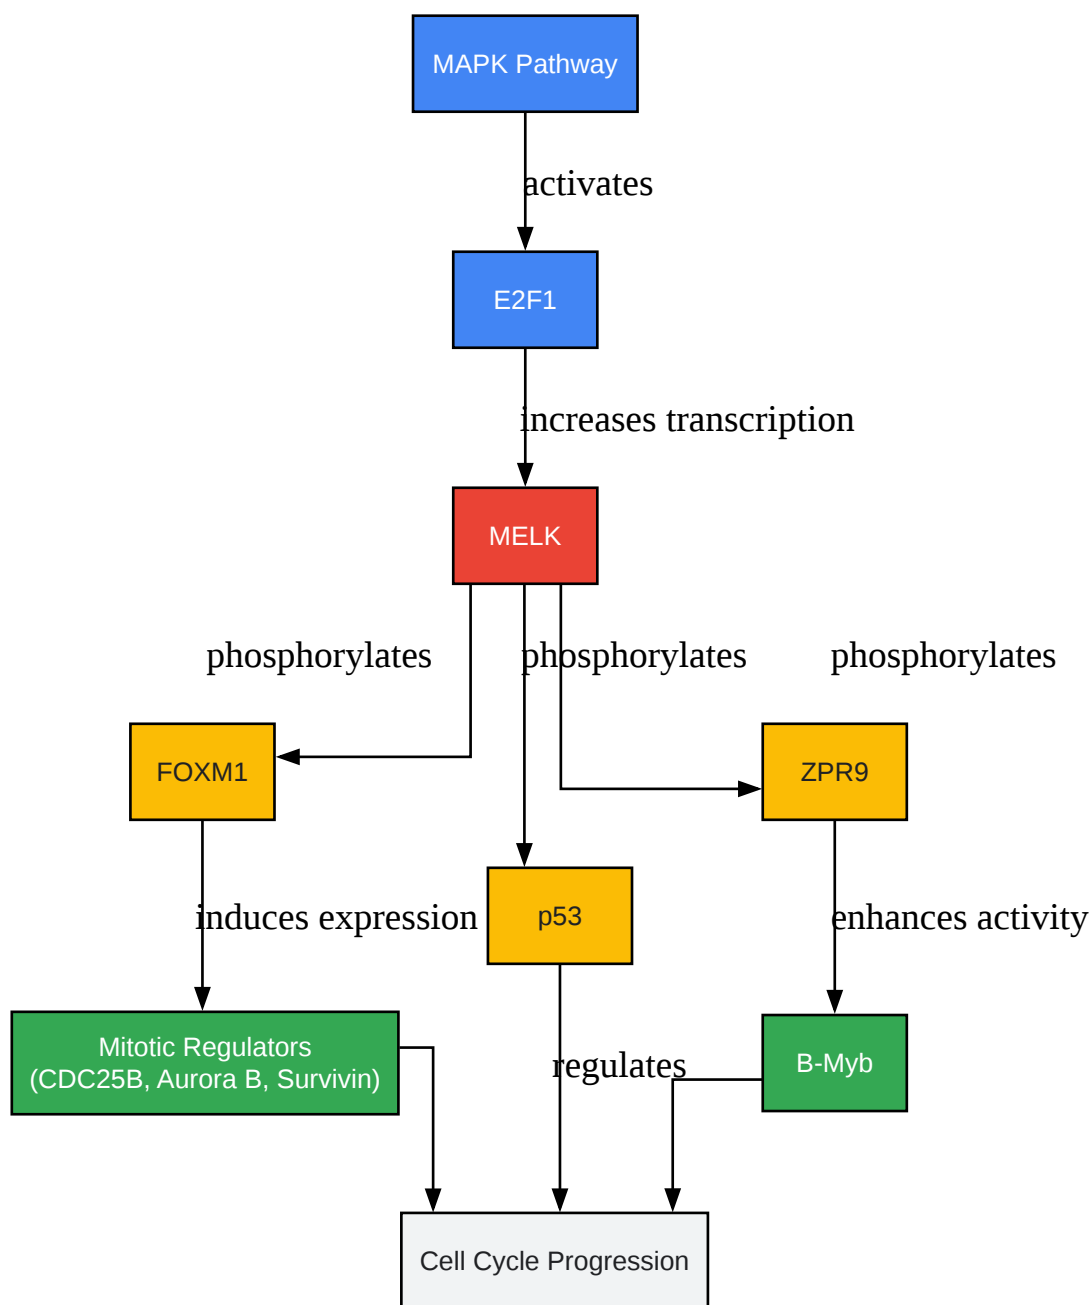 MAPK Pathway
activates
E2F1
increases transcription
MELK
phosphorylates
phosphorylates
phosphorylates
FOXM1
ZPR9
induces expression
p53
enhances activity
Mitotic Regulators
(CDC25B, Aurora B, Survivin)
regulates
B-Myb
Cell Cycle Progression